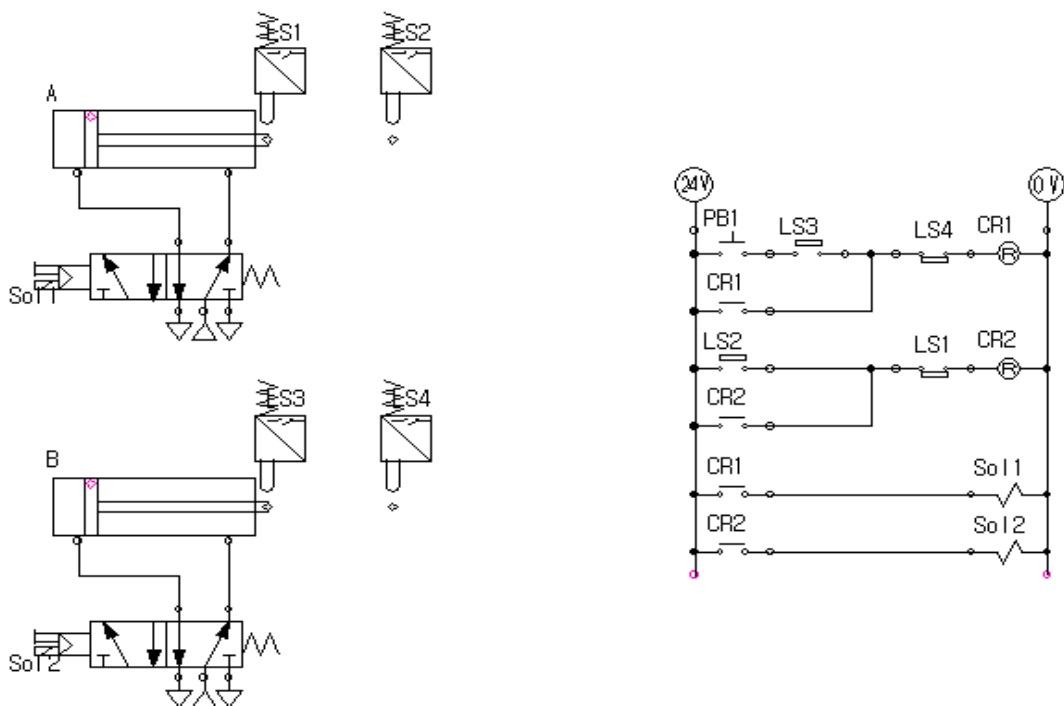 LS1
LS2
A
Sol1
LS3
LS4
B
Sol2
24V
0V
PB1
LS3
LS4
CR1
R
CR1
LS2
LS1
CR2
R
CR2
CR1
Sol1
CR2
Sol2